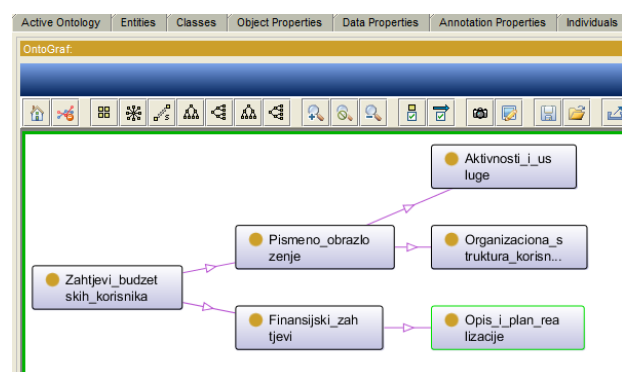 Active Ontology Entities Classes Object Properties Data Properties Annotation Properties Individuals
OntoGraf:
Aktivnosti_i_us
luge
Pismeno_obrazlo
zenje
Organizaciona_s
truktura_korisn...
Zahtjevi_budzet
skih_korisnika
Finansijski_zah
tjevi
Opis_i_plan_rea
lizacije